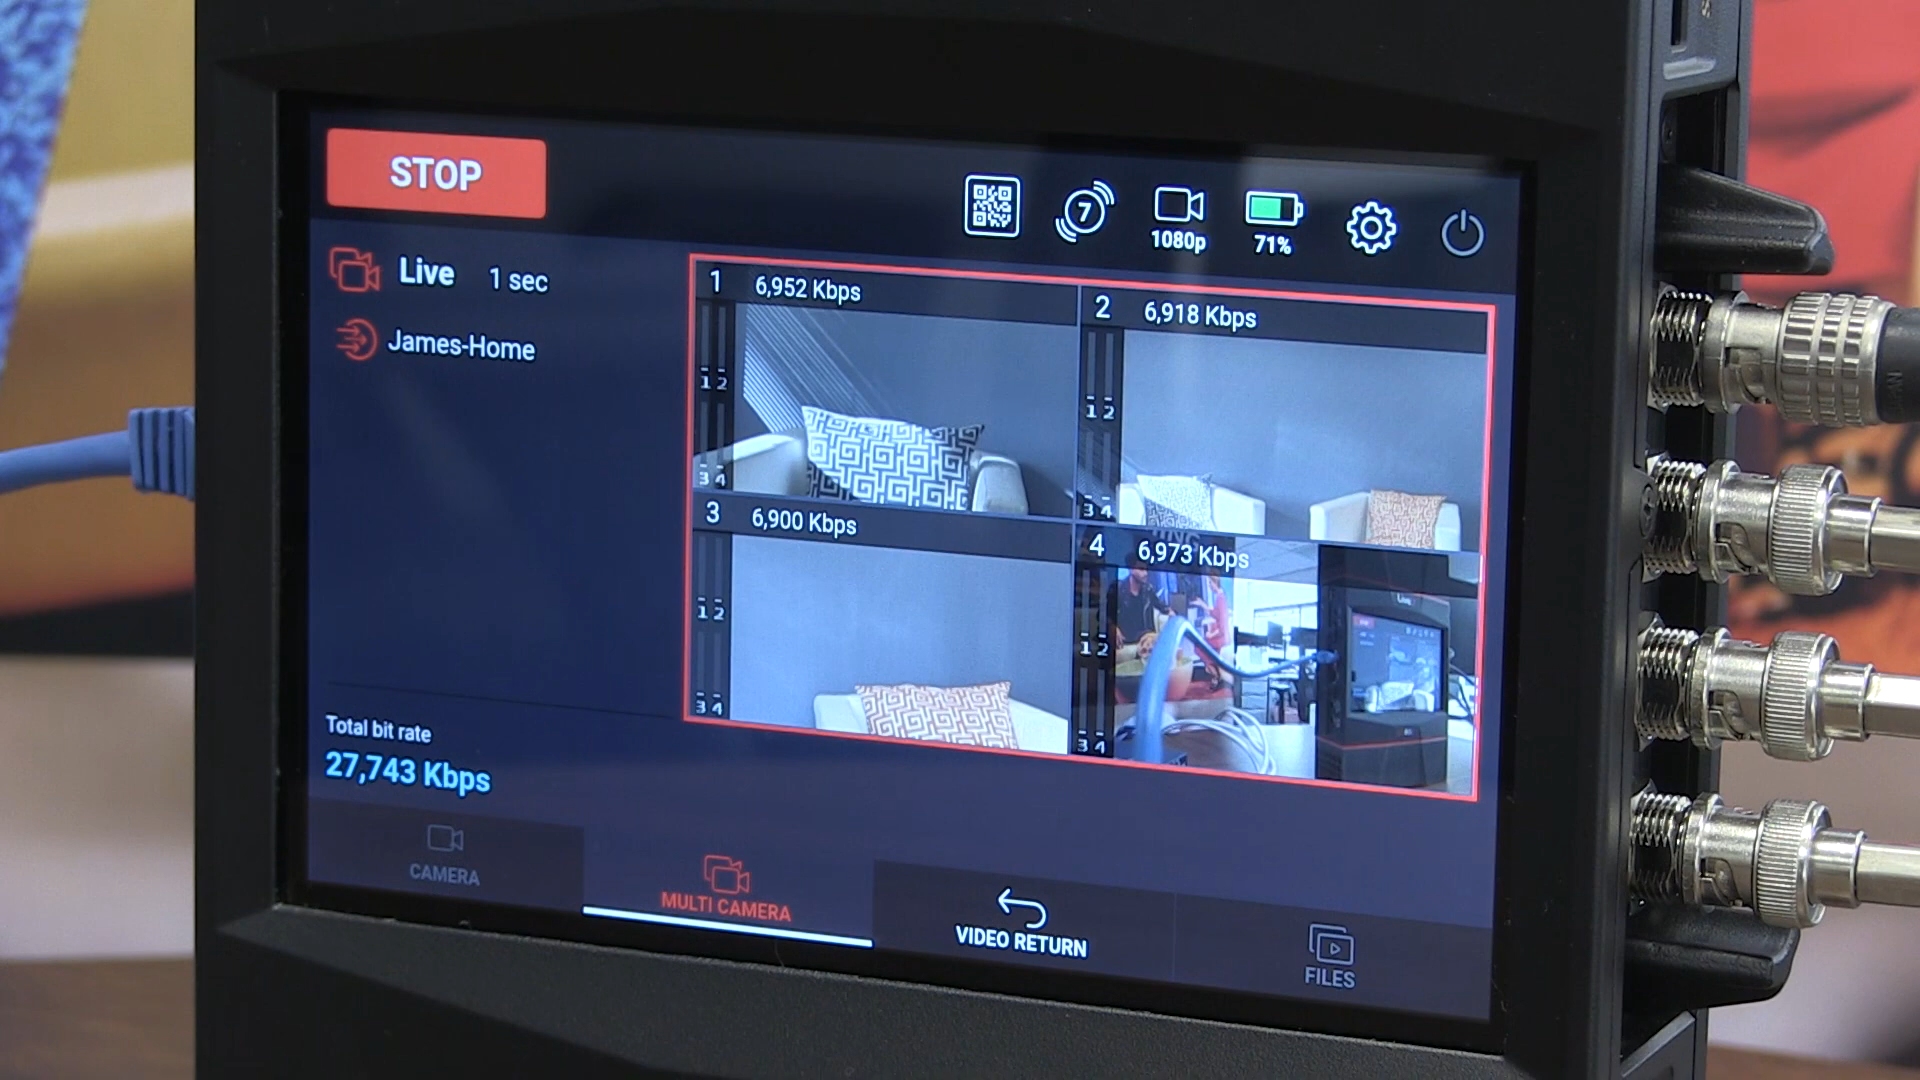 STOP
7
1080p
71%
Live 1 sec
James-Home
1 6,952 Kbps
1 2
3 4
2 6,918 Kbps
1 2
3 4
3 6,900 Kbps
1 2
3 4
4 6,973 Kbps
1 2
3 4
Total bit rate
27,743 Kbps
CAMERA
MULTI CAMERA
VIDEO RETURN
FILES